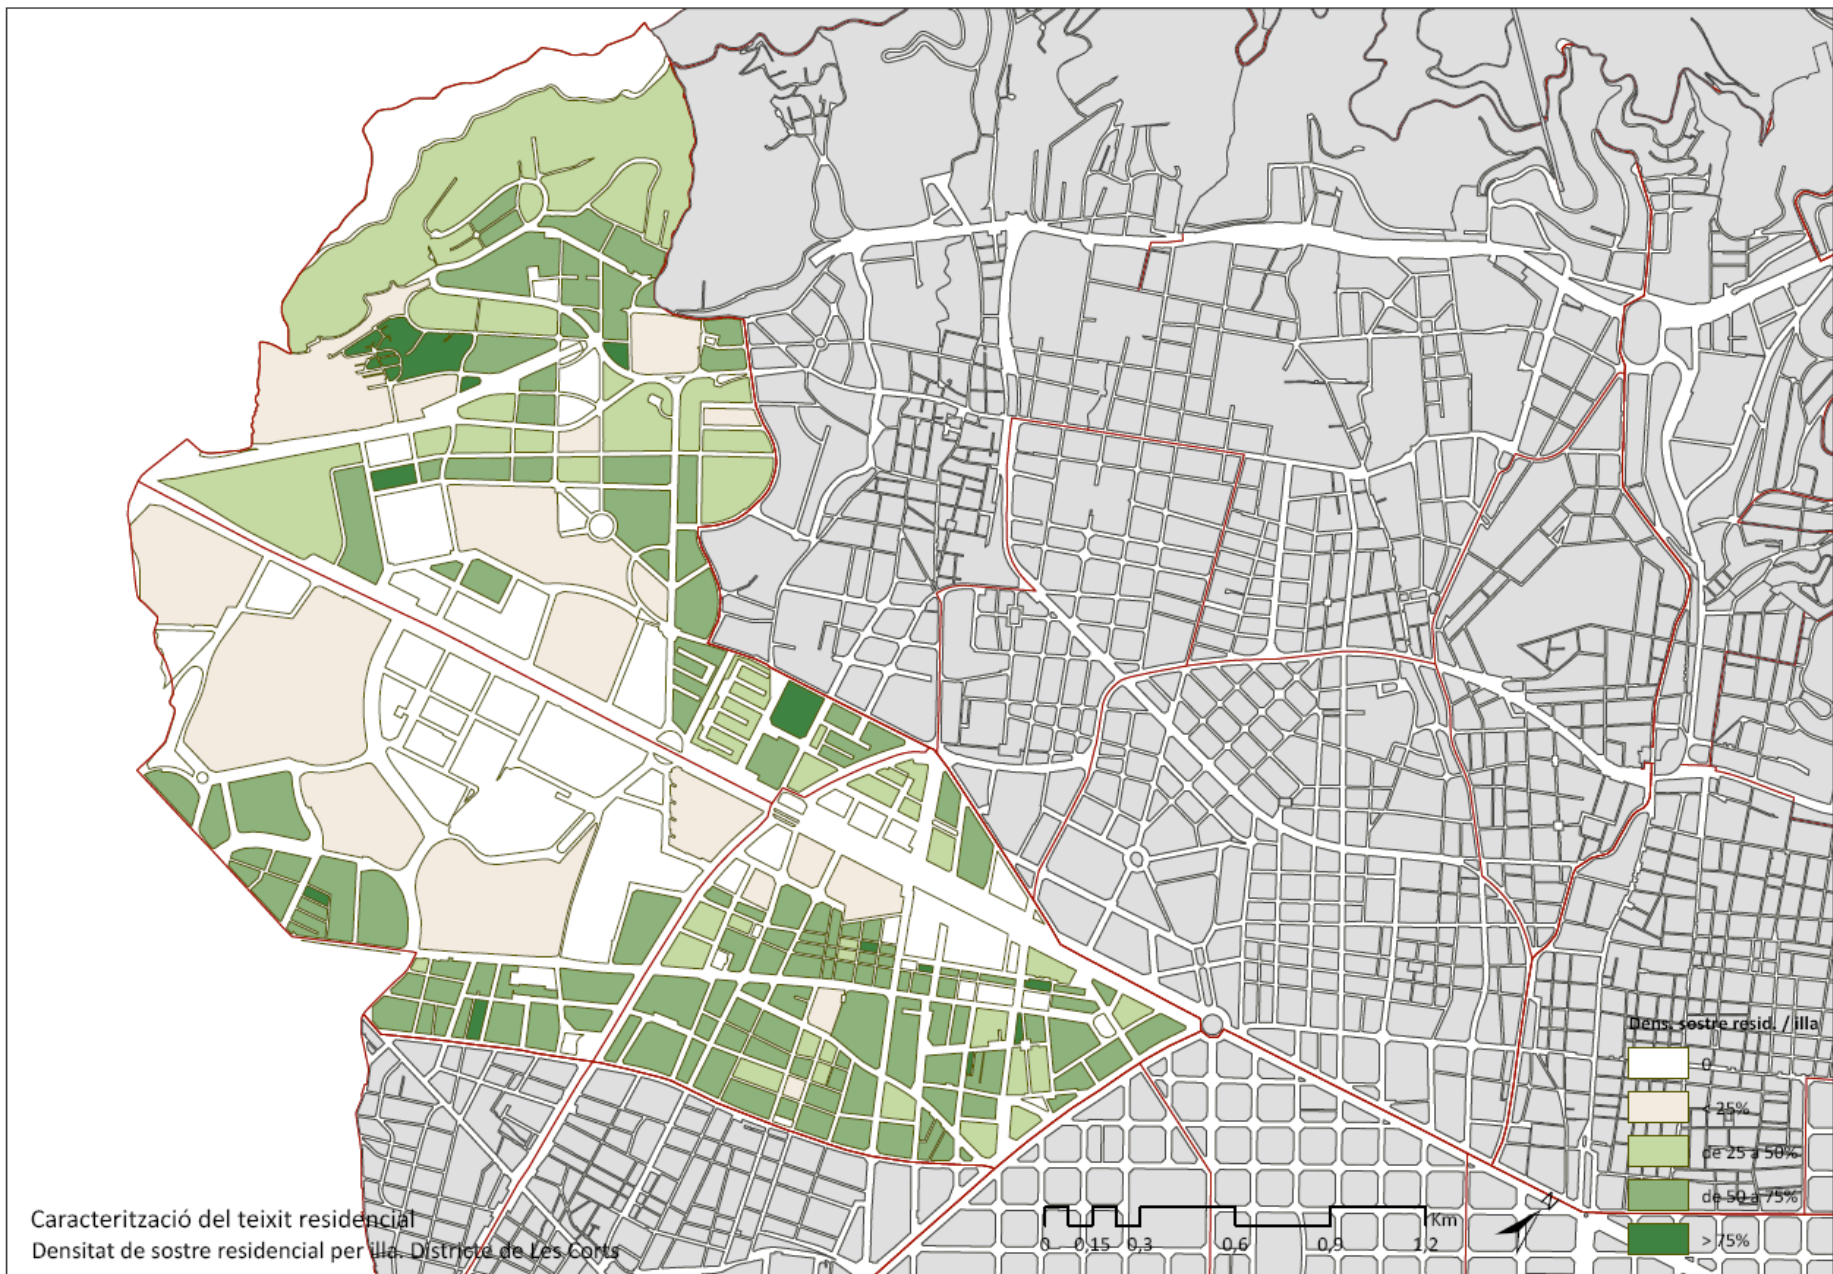 Dens. sostre resid. / illa
0
< 25%
de 25 a 50%
de 50 a 75%
> 75%
Km
0 0,15 0,3 0,6 0,9 1,2
Caracterització del teixit residencial
Densitat de sostre residencial per illa. Districte de Les Corts